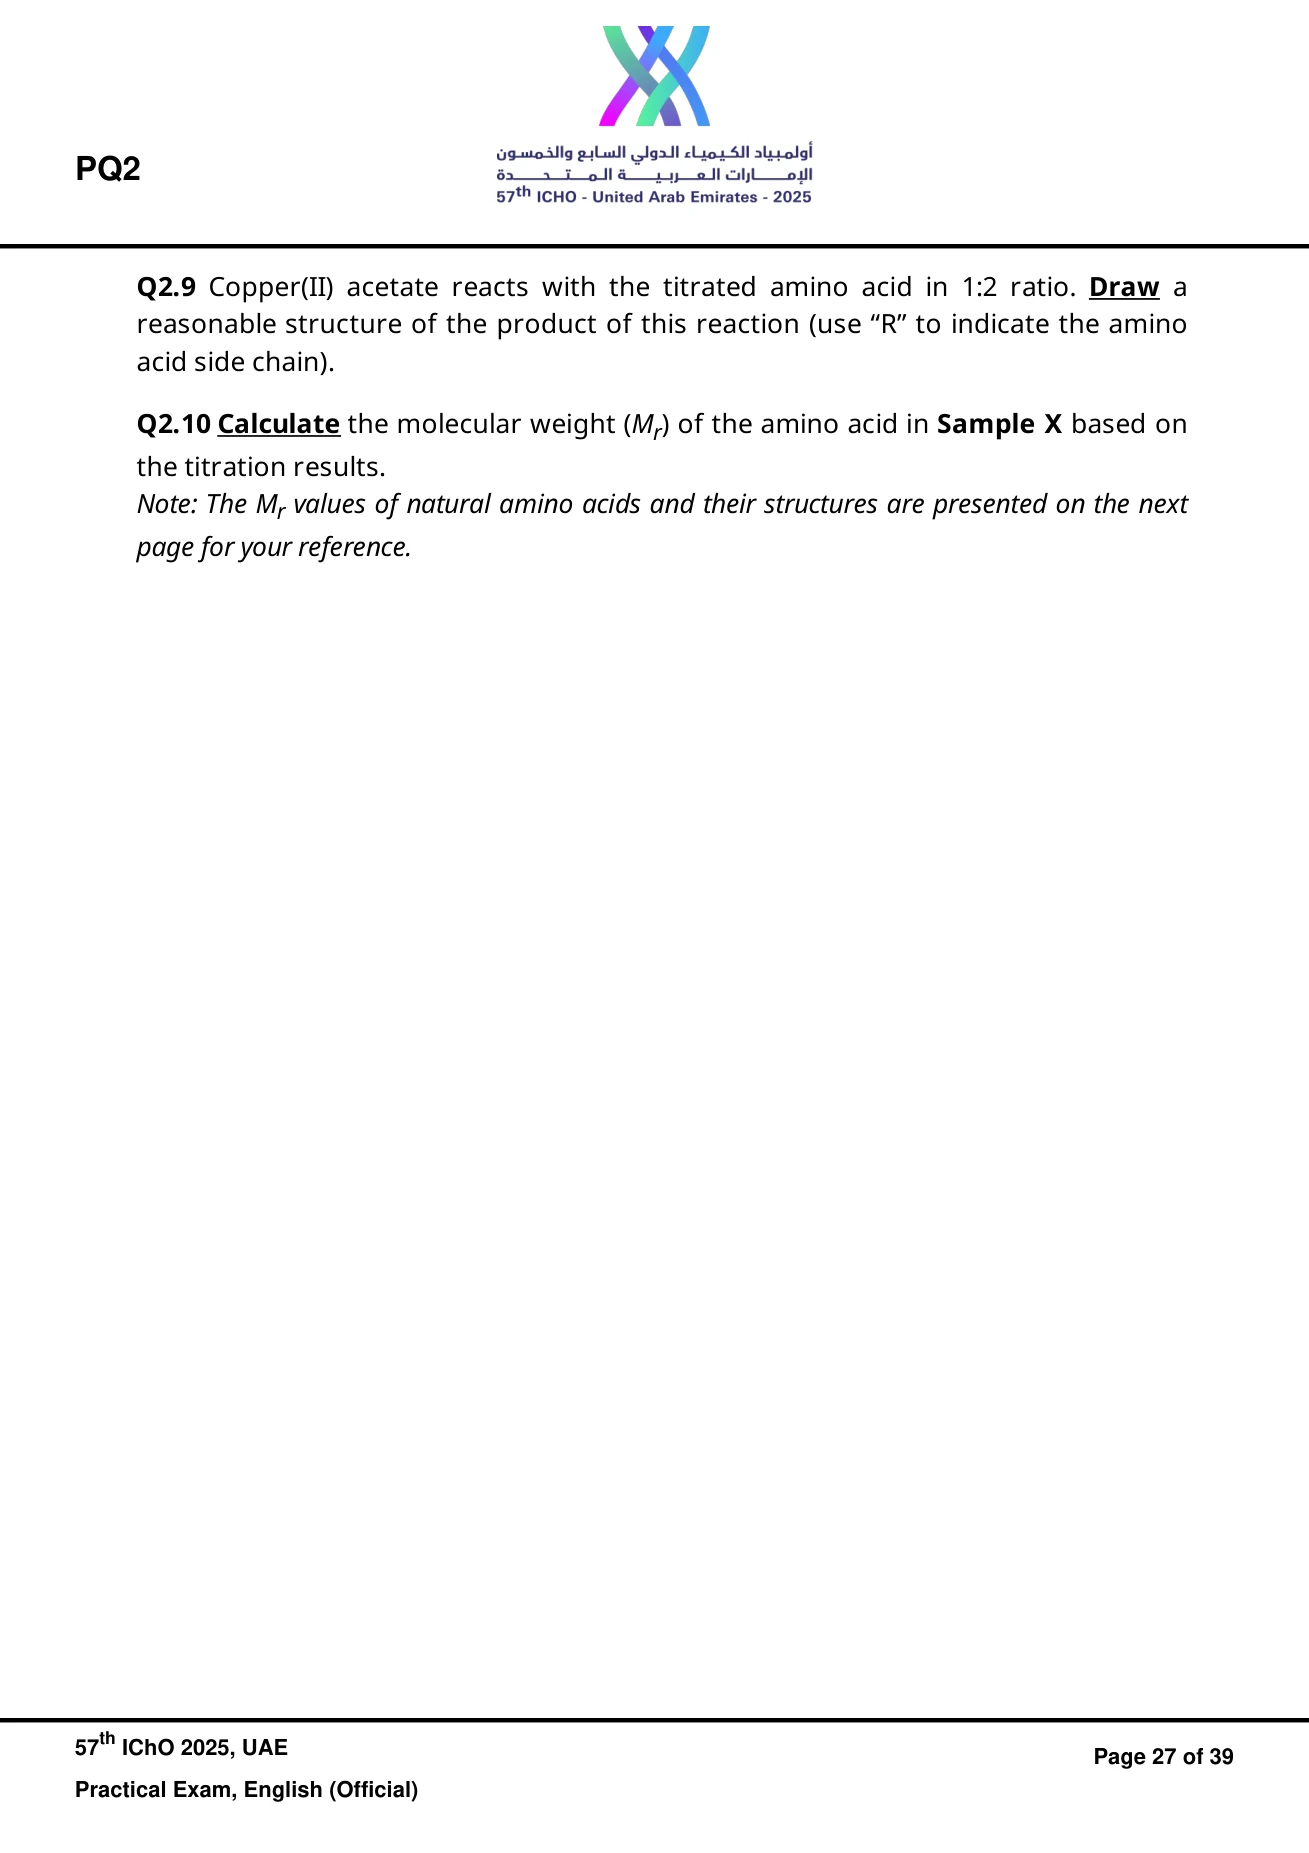 أولمبياد الكيمياء الدولي السابع والخمسون
PQ2
الإمـــارات العـربـيــة الـمـتـحـدة
57th ICHO - United Arab Emirates - 2025
Q2.9 Copper(II) acetate reacts with the titrated amino acid in 1:2 ratio. Draw a
reasonable structure of the product of this reaction (use “R” to indicate the amino
acid side chain).
Q2.10 Calculate the molecular weight (Mr) of the amino acid in Sample X based on
the titration results.
Note: The Mr values of natural amino acids and their structures are presented on the next
page for your reference.
57th IChO 2025, UAE
Page 27 of 39
Practical Exam, English (Official)